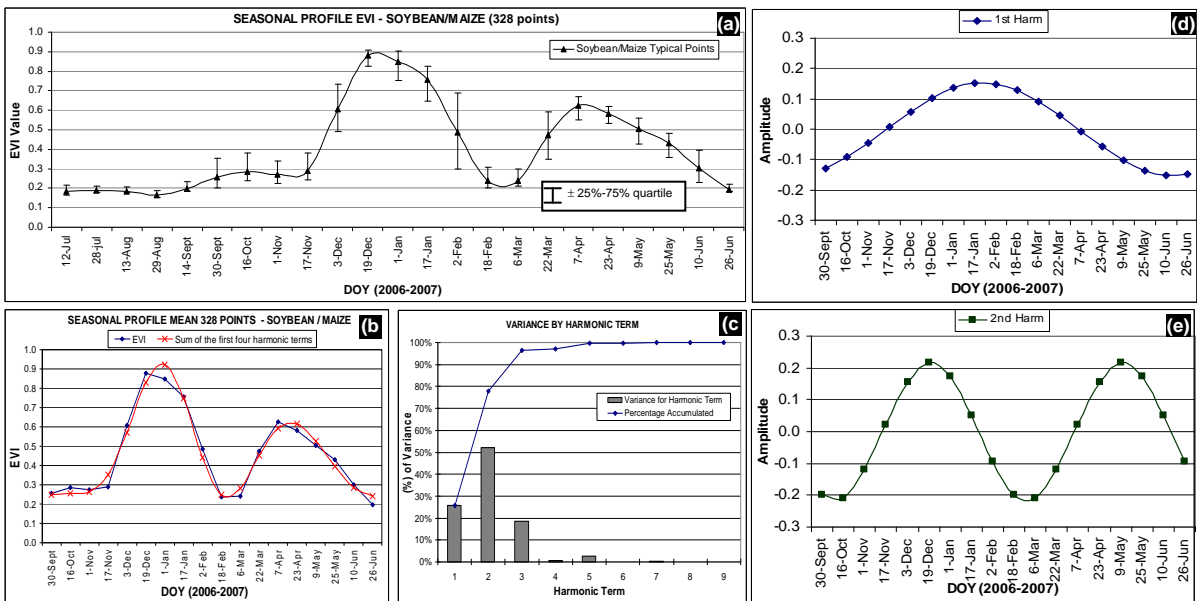 SEASONAL PROFILE EVI - SOYBEAN/MAIZE (328 points)
(a)
Soybean/Maize Typical Points
EVI Value
1.0
0.9
0.8
0.7
0.6
0.5
0.4
0.3
0.2
0.1
0.0
± 25%-75% quartile
12-Jul
28-jul
13-Aug
29-Aug
14-Sept
30-Sept
16-Oct
1-Nov
17-Nov
3-Dec
19-Dec
1-Jan
17-Jan
2-Feb
18-Feb
6-Mar
22-Mar
7-Apr
23-Apr
9-May
25-May
10-Jun
26-Jun
DOY (2006-2007)
(d)
1st Harm
Amplitude
0.3
0.2
0.1
0.0
-0.1
-0.2
-0.3
30-Sept
16-Oct
1-Nov
17-Nov
3-Dec
19-Dec
1-Jan
17-Jan
2-Feb
18-Feb
6-Mar
22-Mar
7-Apr
23-Apr
9-May
25-May
10-Jun
26-Jun
DOY (2006-2007)
SEASONAL PROFILE MEAN 328 POINTS - SOYBEAN / MAIZE
(b)
EVI
Sum of the first four harmonic terms
EVI
1.0
0.9
0.8
0.7
0.6
0.5
0.4
0.3
0.2
0.1
0.0
30-Sept
16-Oct
1-Nov
17-Nov
3-Dec
19-Dec
1-Jan
17-Jan
2-Feb
18-Feb
6-Mar
22-Mar
7-Apr
23-Apr
9-May
25-May
10-Jun
26-Jun
DOY (2006-2007)
VARIANCE BY HARMONIC TERM
(c)
Variance for Harmonic Term
Percentage Accumulated
(%) of Variance
100%
90%
80%
70%
60%
50%
40%
30%
20%
10%
0%
1 2 3 4 5 6 7 8 9
Harmonic Term
(e)
2nd Harm
Amplitude
0.3
0.2
0.1
0.0
-0.1
-0.2
-0.3
30-Sept
16-Oct
1-Nov
17-Nov
3-Dec
19-Dec
1-Jan
17-Jan
2-Feb
18-Feb
6-Mar
22-Mar
7-Apr
23-Apr
9-May
25-May
10-Jun
26-Jun
DOY (2006-2007)